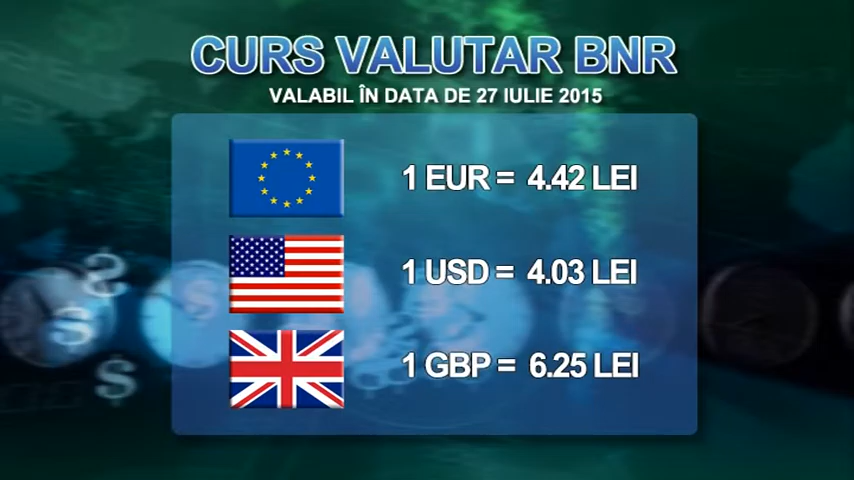 CURS VALUTAR BNR
VALABIL ÎN DATA DE 27 IULIE 2015
1 EUR = 4.42 LEI
1 USD = 4.03 LEI
1 GBP = 6.25 LEI